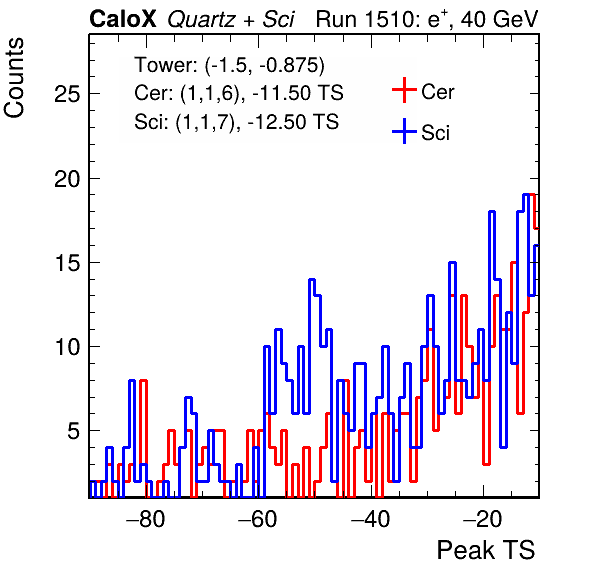 CaloX Quartz + Sci Run 1510: e+, 40 GeV
Counts
Tower: (-1.5, -0.875)
Cer: (1,1,6), -11.50 TS
Sci: (1,1,7), -12.50 TS
Cer
Sci
25
20
15
10
5
−80 −60 −40 −20
Peak TS